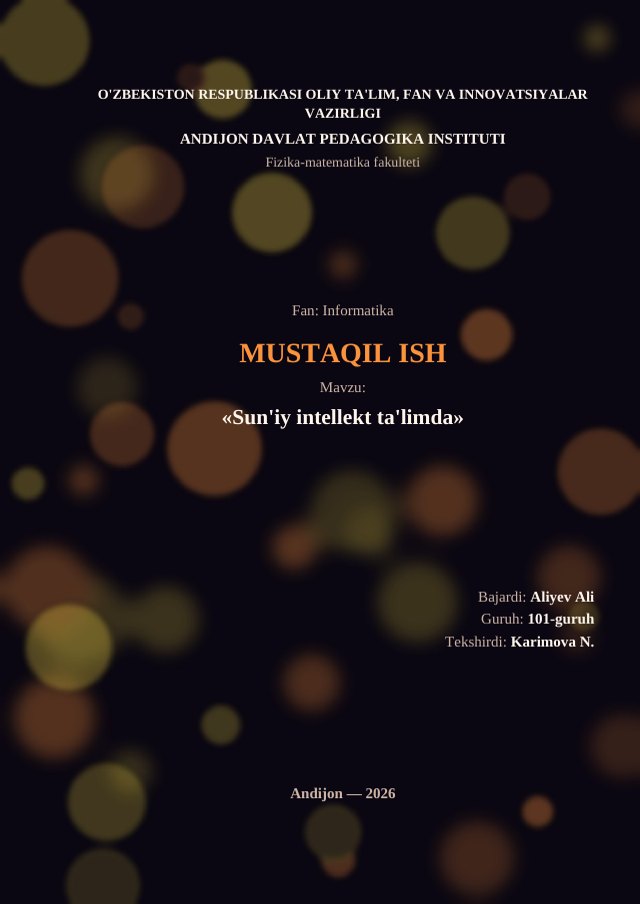 O'ZBEKISTON RESPUBLIKASI OLIY TA'LIM, FAN VA INNOVATSIYALAR
VAZIRLIGI
ANDIJON DAVLAT PEDAGOGIKA INSTITUTI
Fizika-matematika fakulteti
Fan: Informatika
MUSTAQIL ISH
Mavzu:
«Sun'iy intellekt ta'limda»
Bajardi: Aliyev Ali
Guruh: 101-guruh
Tekshirdi: Karimova N.
Andijon — 2026